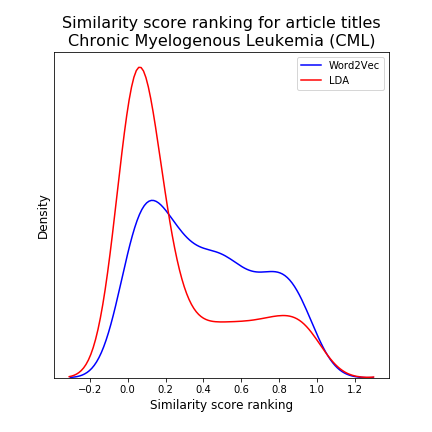 Similarity score ranking for article titles
Chronic Myelogenous Leukemia (CML)
Word2Vec
LDA
Density
−0.2 0.0 0.2 0.4 0.6 0.8 1.0 1.2
Similarity score ranking